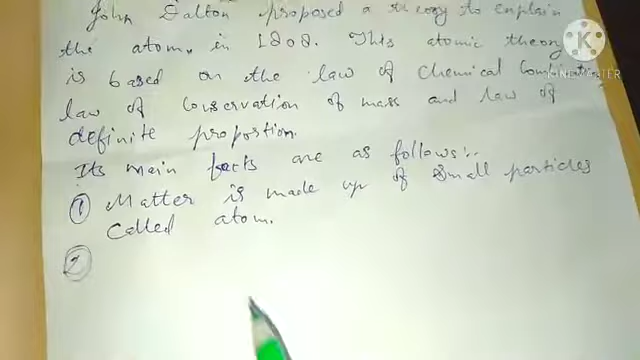 John Dalton proposed a theory to explain
the atom, in 1808. This atomic theory
is based on the law of Chemical Combinatio
law of Conservation of mass and law of
definite proportion.
Its main facts are as follows:-
① Matter is made up of small particles
called atom.
②
KINEMASTER